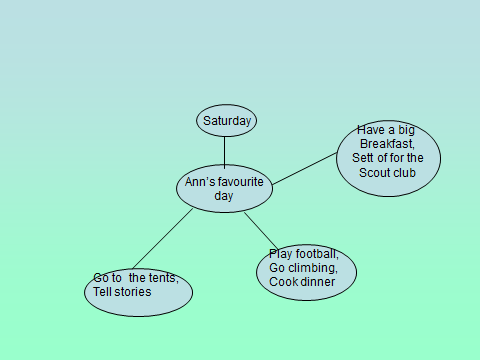 Saturday
Have a big
Breakfast,
Sett of for the
Scout club
Ann's favourite
day
Play football,
Go climbing,
Cook dinner
Go to  the tents,
Tell stories